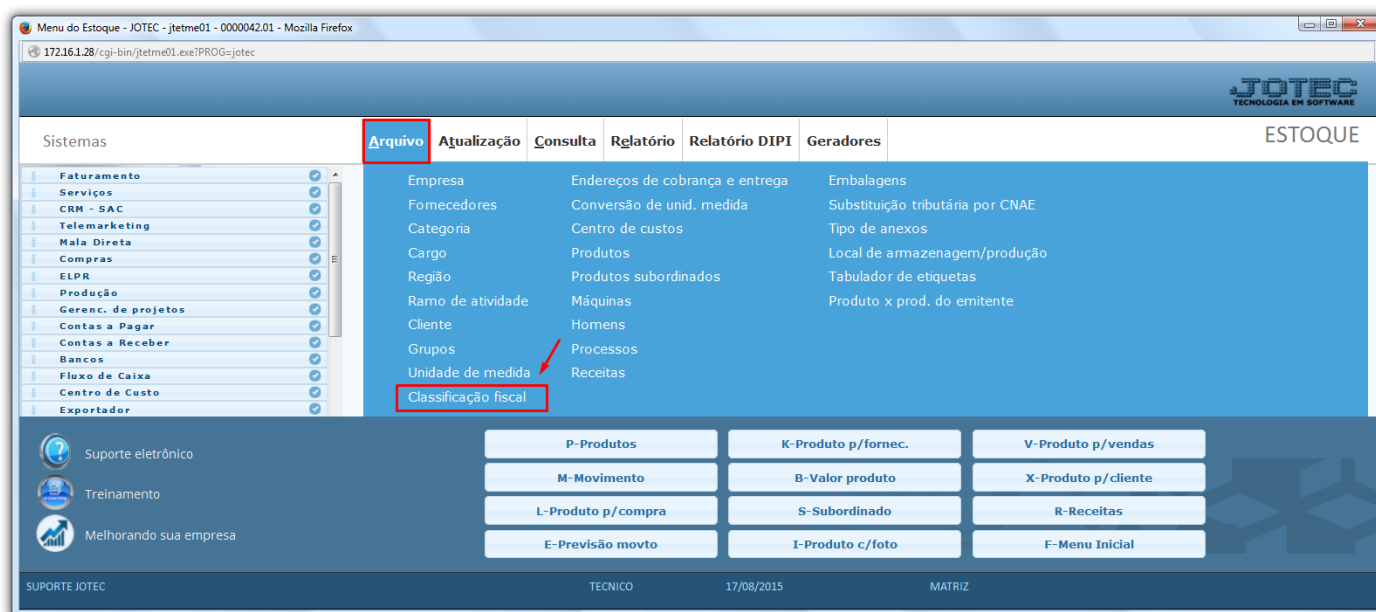 Menu do Estoque - JOTEC - jtetme01 - 0000042.01 - Mozilla Firefox
172.16.1.28/cgi-bin/jtetme01.exe?PROG=jotec
JOTEC
TECNOLOGIA EM SOFTWARE
Sistemas
Arquivo Atualização Consulta Relatório Relatório DIPI Geradores
ESTOQUE
Faturamento
Serviços
CRM - SAC
Telemarketing
Mala Direta
Compras
ELPR
Produção
Gerenc. de projetos
Contas a Pagar
Contas a Receber
Bancos
Fluxo de Caixa
Centro de Custo
Exportador
Empresa
Fornecedores
Categoria
Cargo
Região
Ramo de atividade
Cliente
Grupos
Unidade de medida
Classificação fiscal
Endereços de cobrança e entrega
Conversão de unid. medida
Centro de custos
Produtos
Produtos subordinados
Máquinas
Homens
Processos
Receitas
Embalagens
Substituição tributária por CNAE
Tipo de anexos
Local de armazenagem/produção
Tabulador de etiquetas
Produto x prod. do emitente
Suporte eletrônico
Treinamento
Melhorando sua empresa
P-Produtos K-Produto p/fornec. V-Produto p/vendas
M-Movimento B-Valor produto X-Produto p/cliente
L-Produto p/compra S-Subordinado R-Receitas
E-Previsão movto I-Produto c/foto F-Menu Inicial
SUPORTE JOTEC TECNICO 17/08/2015 MATRIZ